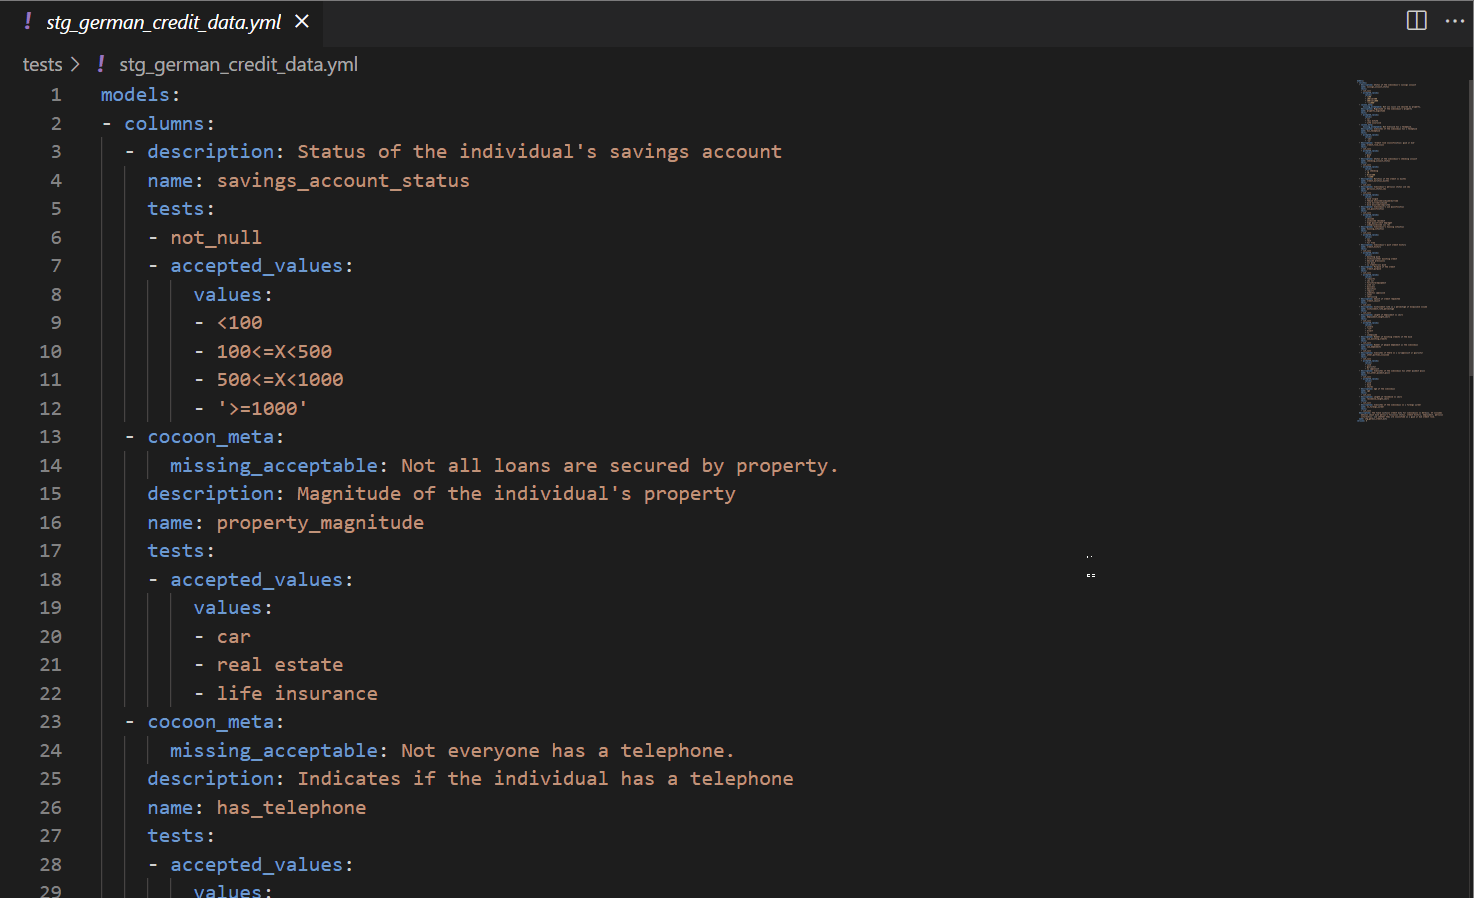 ! stg_german_credit_data.yml ×
tests > ! stg_german_credit_data.yml
1 models:
2 - columns:
3 - description: Status of the individual's savings account
4 name: savings_account_status
5 tests:
6 - not_null
7 - accepted_values:
8 values:
9 - <100
10 - 100<=X<500
11 - 500<=X<1000
12 - '>=1000'
13 - cocoon_meta:
14 missing_acceptable: Not all loans are secured by property.
15 description: Magnitude of the individual's property
16 name: property_magnitude
17 tests:
18 - accepted_values:
19 values:
20 - car
21 - real estate
22 - life insurance
23 - cocoon_meta:
24 missing_acceptable: Not everyone has a telephone.
25 description: Indicates if the individual has a telephone
26 name: has_telephone
27 tests:
28 - accepted_values:
29 values: